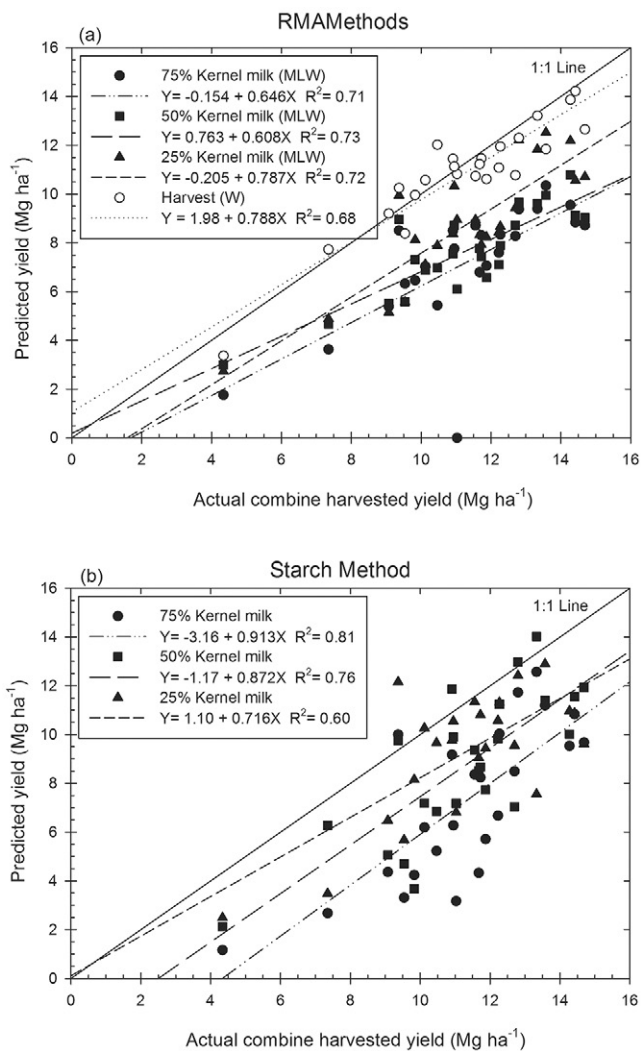 RMAMethods
(a)
1:1 Line
75% Kernel milk (MLW)
Y= -0.154 + 0.646X R²= 0.71
50% Kernel milk (MLW)
Y= 0.763 + 0.608X R²= 0.73
25% Kernel milk (MLW)
Y= -0.205 + 0.787X R²= 0.72
Harvest (W)
Y = 1.98 + 0.788X R²= 0.68
Predicted yield (Mg ha⁻¹)
16
14
12
10
8
6
4
2
0
0 2 4 6 8 10 12 14 16
Actual combine harvested yield (Mg ha⁻¹)
Starch Method
(b)
1:1 Line
75% Kernel milk
Y= -3.16 + 0.913X R²= 0.81
50% Kernel milk
Y= -1.17 + 0.872X R²= 0.76
25% Kernel milk
Y= 1.10 + 0.716X R²= 0.60
Predicted yield (Mg ha⁻¹)
16
14
12
10
8
6
4
2
0
0 2 4 6 8 10 12 14 16
Actual combine harvested yield (Mg ha⁻¹)